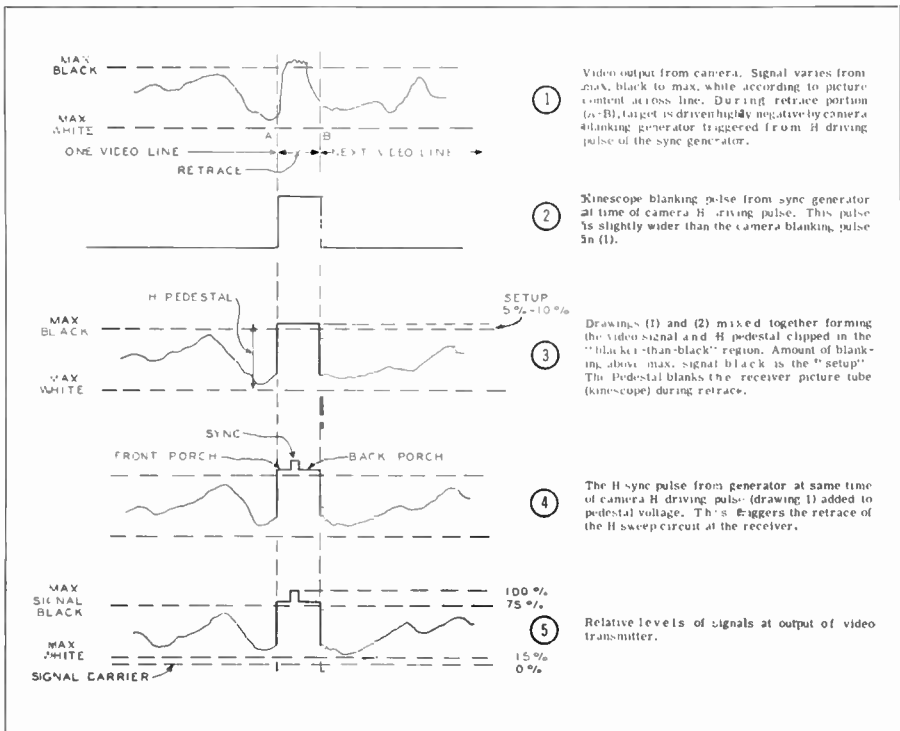 MAX
BLACK
MAX
WHITE
A
B
ONE VIDEO LINE
NEXT VIDEO LINE
RETRACE
1
Video output from camera. Signal varies from
max. black to max. white according to picture
content across line. During retrace portion
(A-B), target is driven highly negative by camera
blanking generator triggered from H driving
pulse of the sync generator.
2
Kinescope blanking pulse from sync generator
at time of camera H driving pulse. This pulse
is slightly wider than the camera blanking pulse
in (1).
H PEDESTAL
SETUP
5%-10%
MAX
BLACK
MAX
WHITE
3
Drawings (1) and (2) mixed together forming
the video signal and H pedestal clipped in the
"blacker-than-black" region. Amount of blank-
ing above max. signal black is the "setup"
The Pedestal blanks the receiver picture tube
(kinescope) during retrace.
SYNC
FRONT PORCH
BACK PORCH
4
The H sync pulse from generator at same time
of camera H driving pulse (drawing 1) added to
pedestal voltage. This triggers the retrace of
the H sweep circuit at the receiver.
MAX
SIGNAL
BLACK
100%
75%
MAX
WHITE
15%
0%
SIGNAL CARRIER
5
Relative levels of signals at output of video
transmitter.